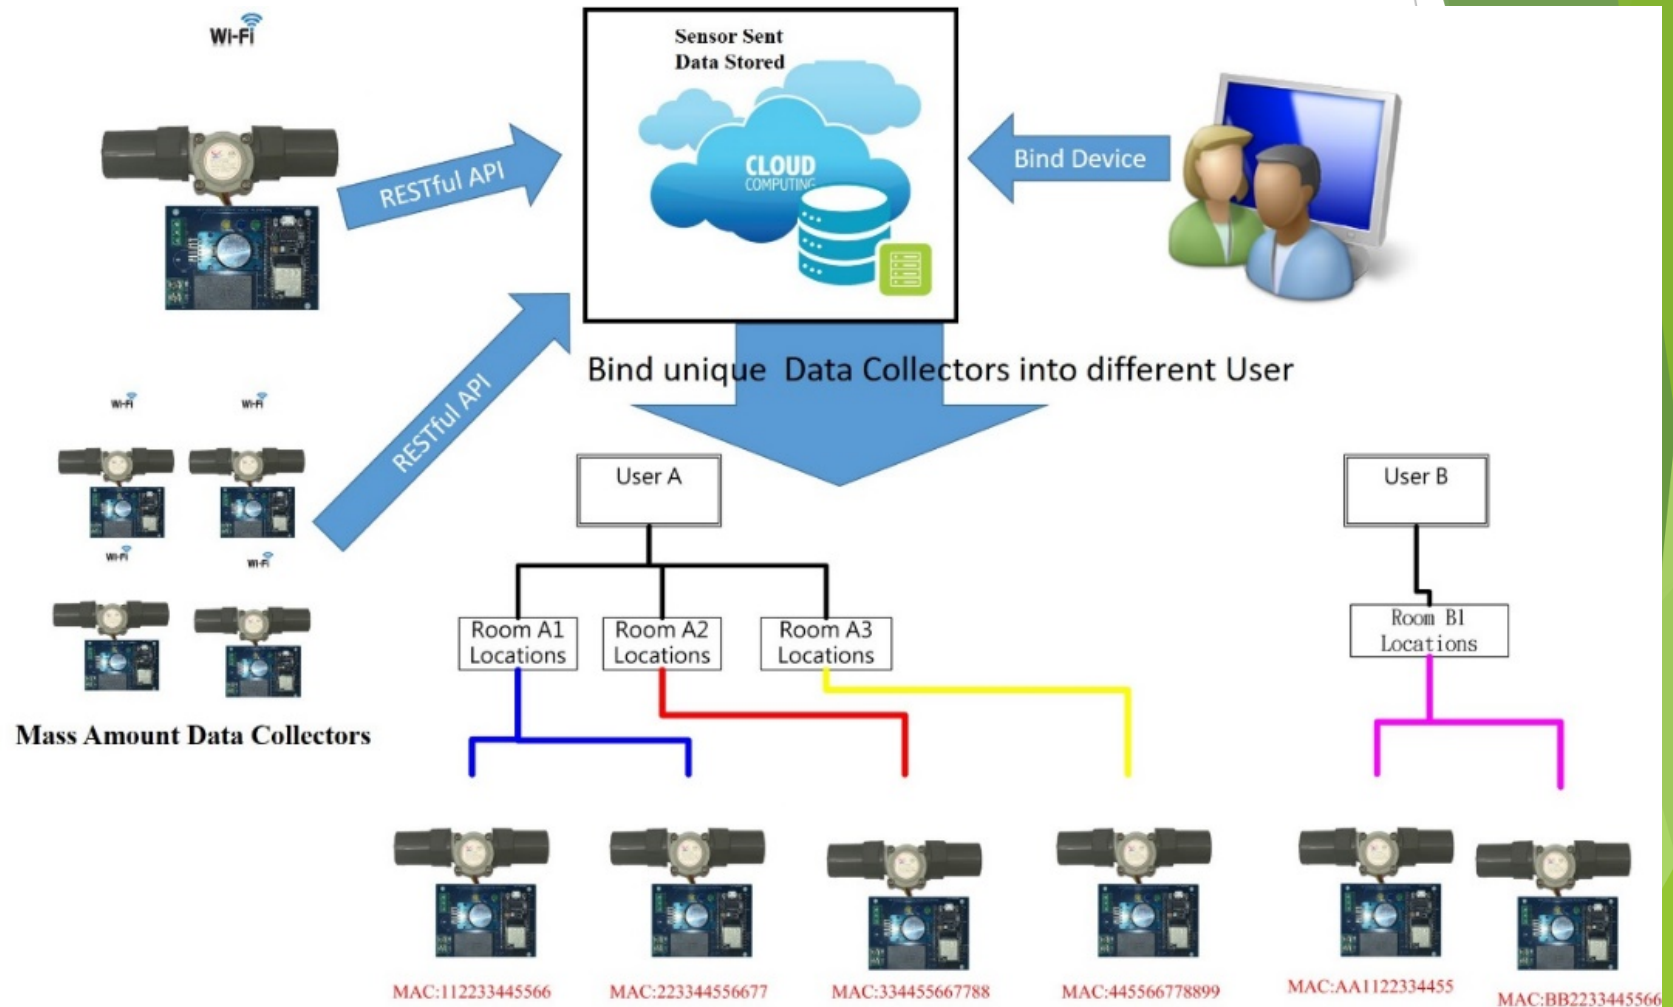 Wi-Fi
Sensor Sent
Data Stored
CLOUD
COMPUTING
RESTful API
Bind Device
Bind unique  Data Collectors into different User
RESTful API
Wi-Fi
Wi-Fi
Wi-Fi
Wi-Fi
Mass Amount Data Collectors
User A
User B
Room A1
Locations
Room A2
Locations
Room A3
Locations
Room B1
Locations
MAC:112233445566
MAC:223344556677
MAC:334455667788
MAC:445566778899
MAC:AA1122334455
MAC:BB2233445566